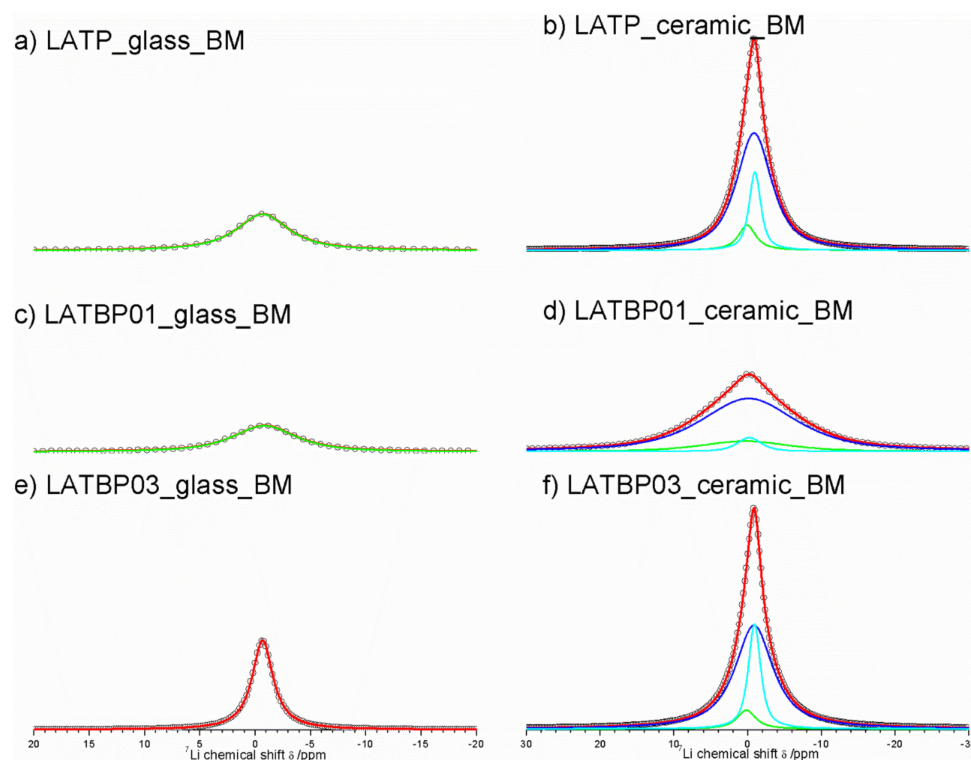 a) LATP_glass_BM
b) LATP_ceramic_BM
c) LATBP01_glass_BM
d) LATBP01_ceramic_BM
e) LATBP03_glass_BM
f) LATBP03_ceramic_BM
20 15 10 5 0 -5 -10 -15 -20
⁷Li chemical shift δ /ppm
30 20 10 0 -10 -20 -3
⁷Li chemical shift δ /ppm